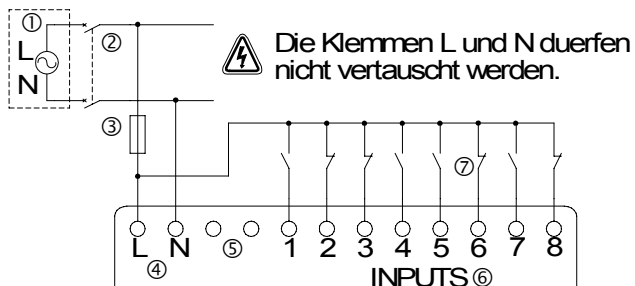 ①
L
N
②
Die Klemmen L und N duerfen
nicht vertauscht werden.
③
⑦
L N 1 2 3 4 5 6 7 8
④ ⑤
INPUTS ⑥